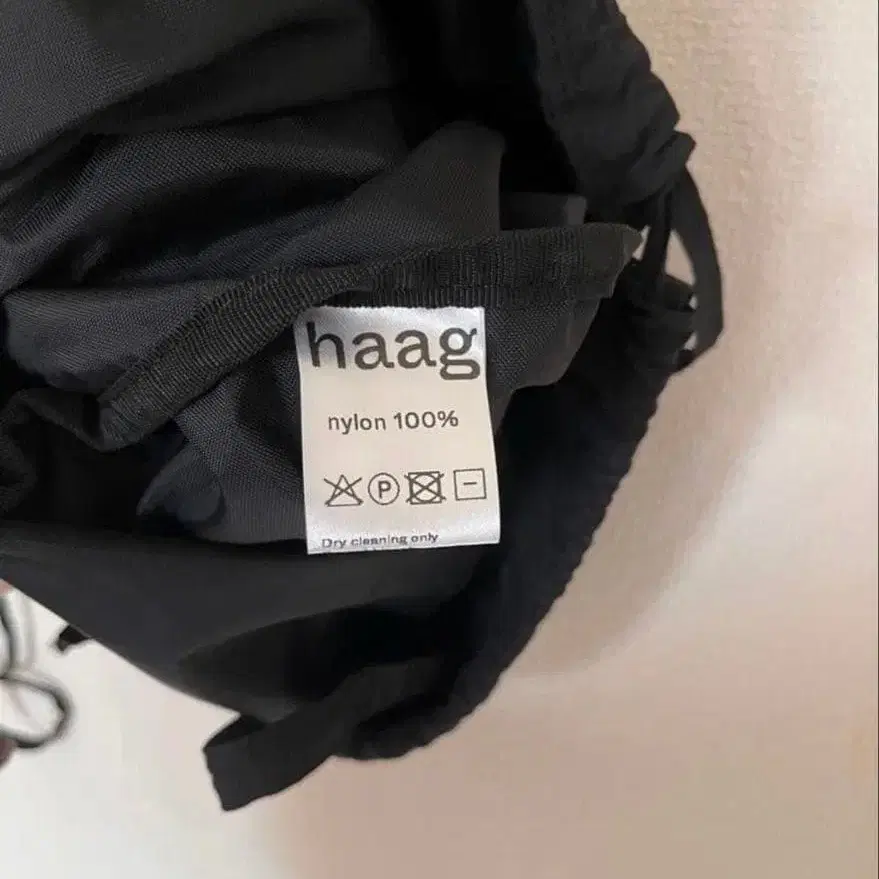 haag
nylon 100%
P
Dry cleaning only